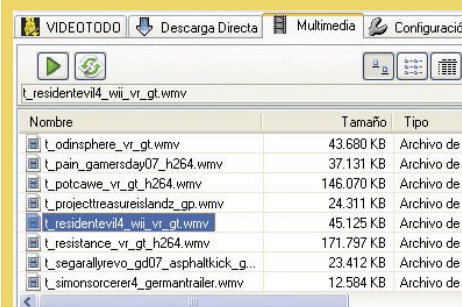 VIDEOTODO Descarga Directa Multimedia Configuració
t_residentevil4_wii_vr_gt.wmv
Nombre Tamaño Tipo
t_odinsphere_vr_gt.wmv 43.680 KB Archivo de
t_pain_gamersday07_h264.wmv 37.131 KB Archivo de
t_potcawe_vr_gt_h264.wmv 146.070 KB Archivo de
t_projecttreasureislandz_gp.wmv 24.311 KB Archivo de
t_residentevil4_wii_vr_gt.wmv 45.125 KB Archivo de
t_resistance_vr_gt_h264.wmv 171.797 KB Archivo de
t_segarallyrevo_gd07_asphaltkick_g... 23.412 KB Archivo de
t_simonsorcerer4_germantrailer.wmv 12.584 KB Archivo de